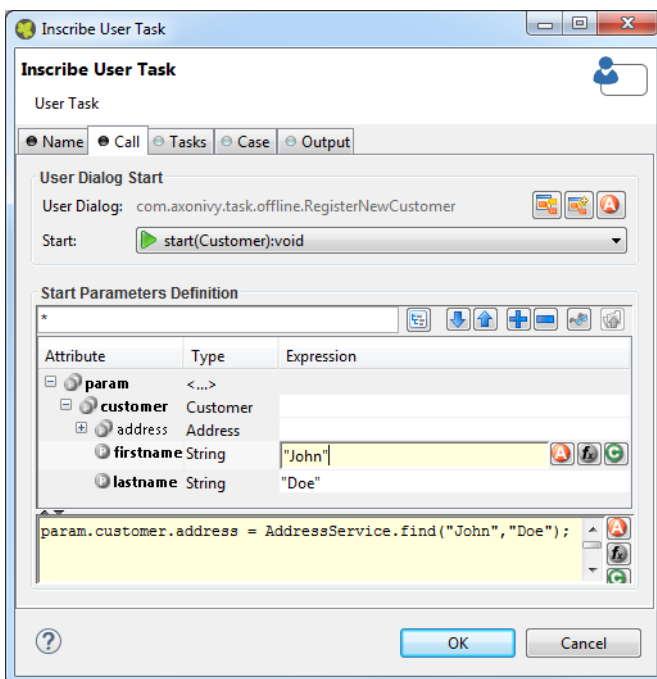 Inscribe User Task
Inscribe User Task
User Task
Name Call Tasks Case Output
User Dialog Start
User Dialog: com.axonivy.task.offline.RegisterNewCustomer
Start: start(Customer):void
Start Parameters Definition
*
Attribute Type Expression
param <...>
customer Customer
address Address
firstname String "John"
lastname String "Doe"
param.customer.address = AddressService.find("John","Doe");
OK Cancel